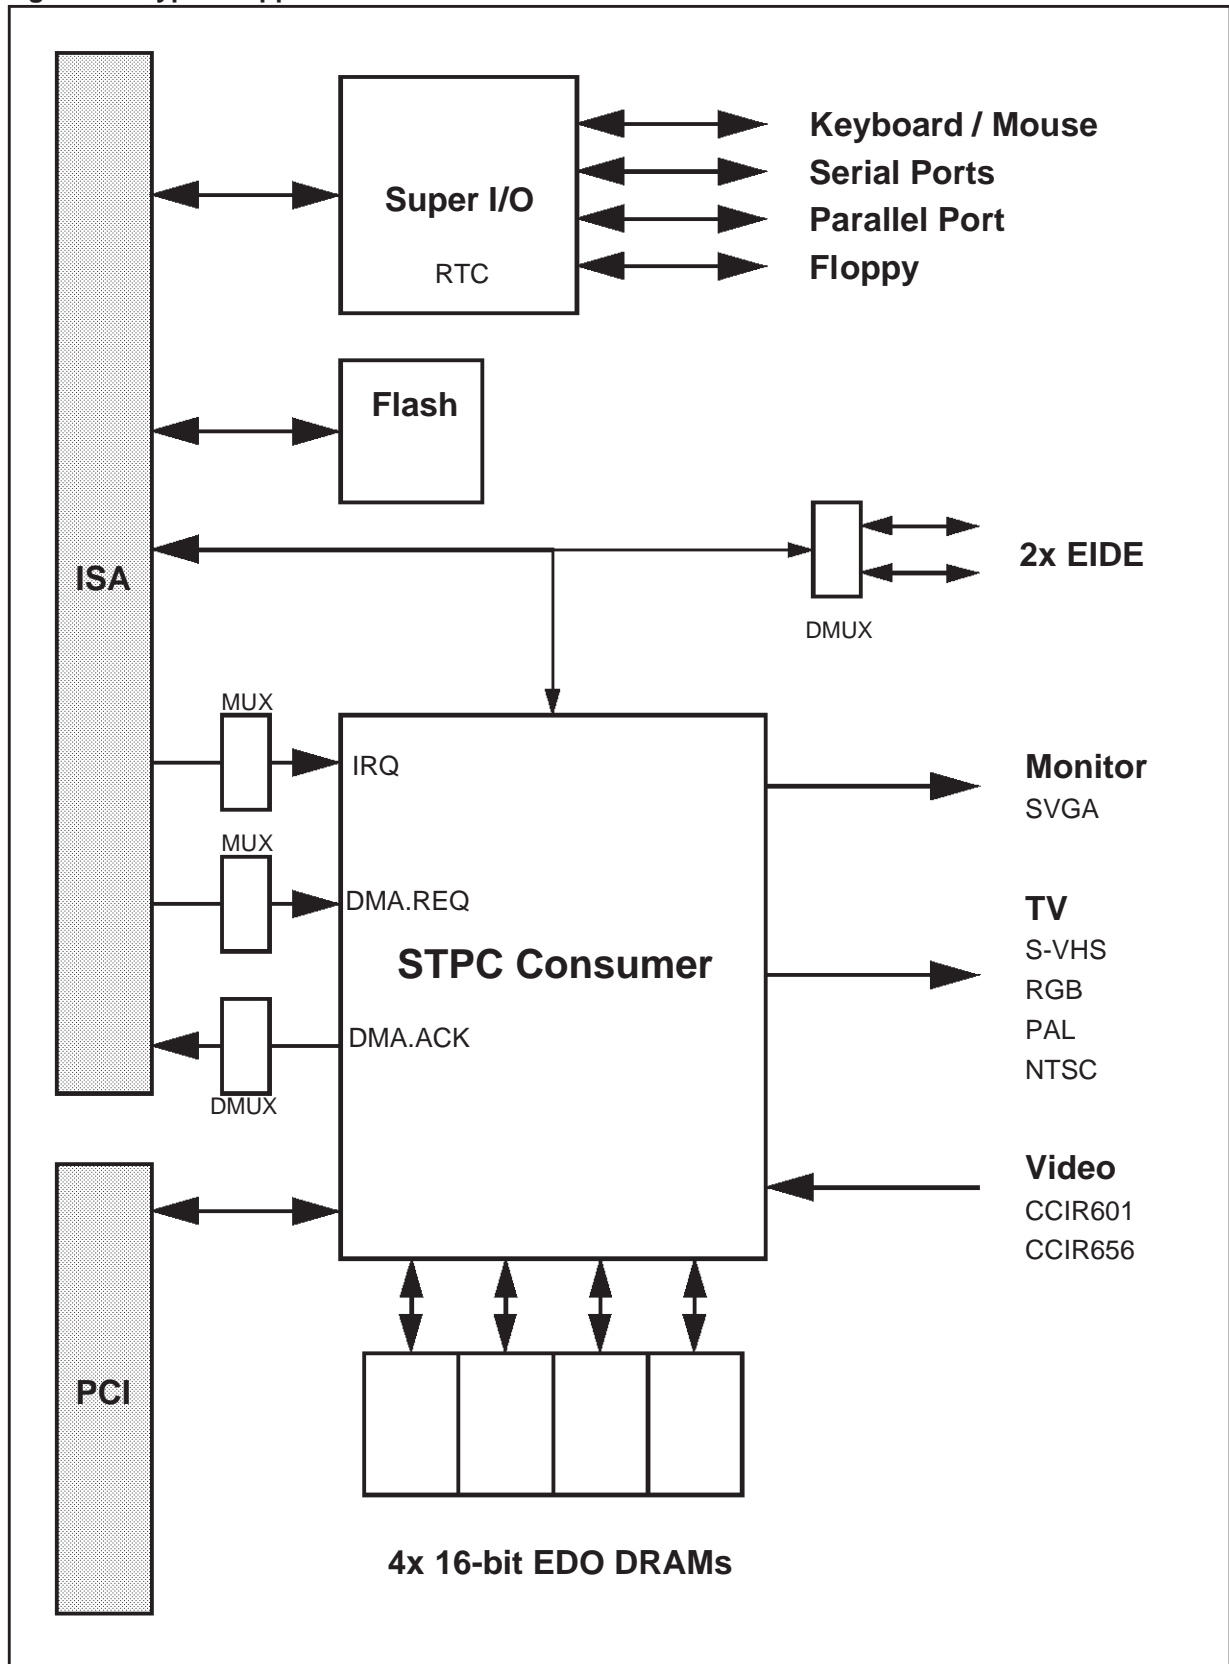 Keyboard / Mouse
Serial Ports
Super I/O
Parallel Port
RTC
Floppy
Flash
2x EIDE
ISA
DMUX
MUX
IRQ
Monitor
SVGA
MUX
DMA.REQ
STPC Consumer
TV
S-VHS
RGB
PAL
NTSC
DMA.ACK
DMUX
Video
CCIR601
CCIR656
PCI
4x 16-bit EDO DRAMs